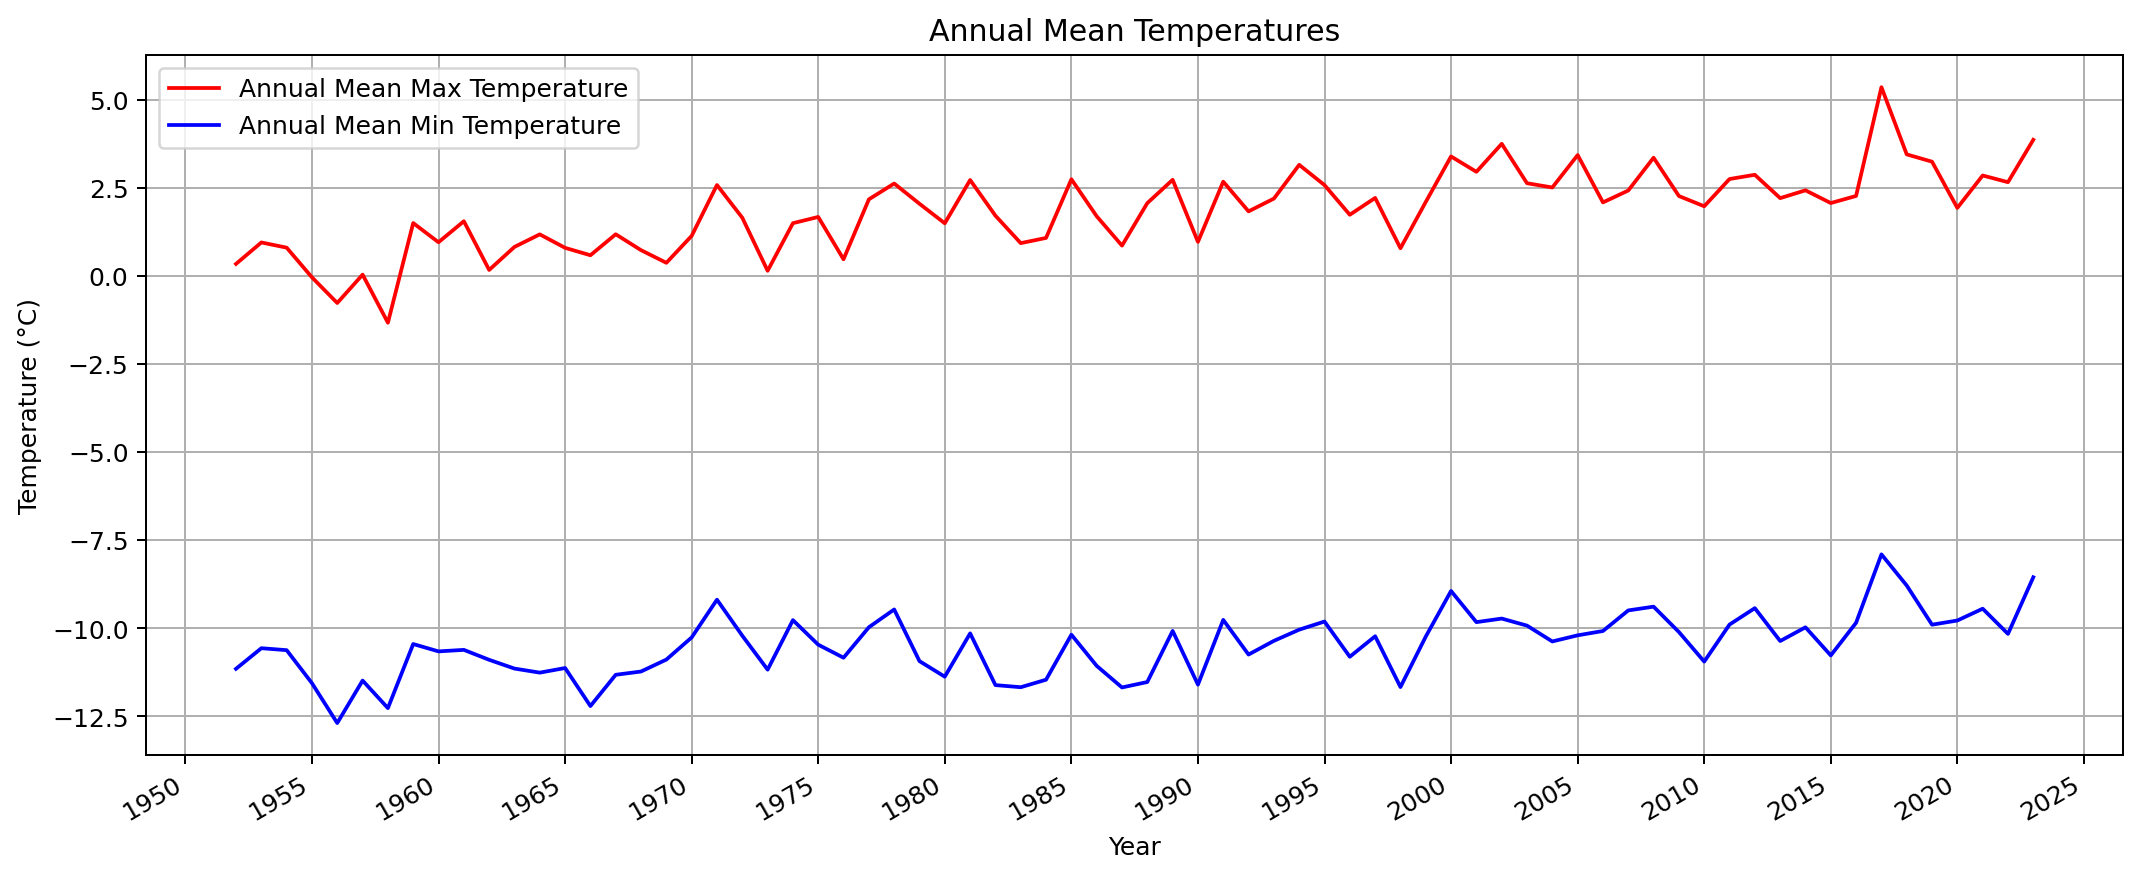 Annual Mean Temperatures
Annual Mean Max Temperature
Annual Mean Min Temperature
Temperature (°C)
5.0
2.5
0.0
−2.5
−5.0
−7.5
−10.0
−12.5
1950 1955 1960 1965 1970 1975 1980 1985 1990 1995 2000 2005 2010 2015 2020 2025
Year